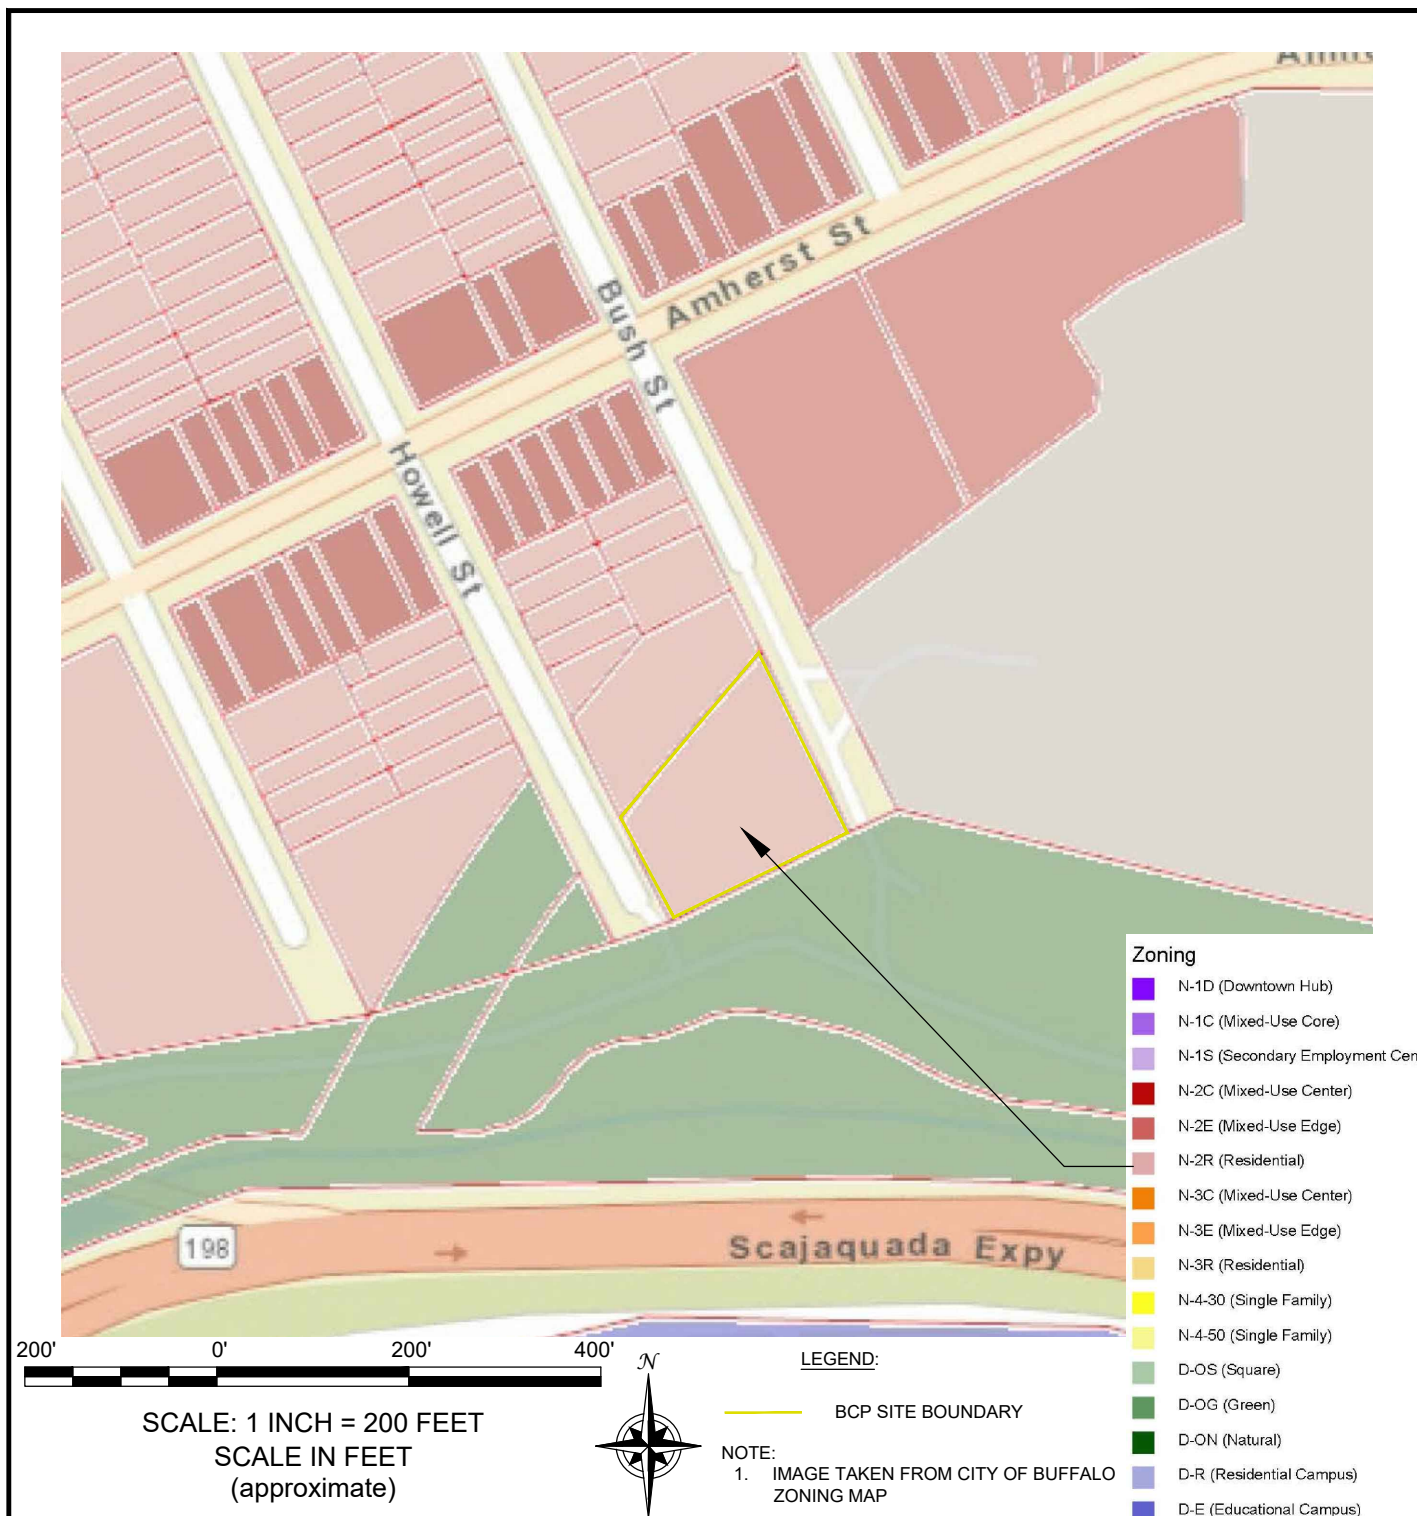 Amherst St
Bush St
Howell St
198
Scajaquada Expy
Zoning
N-1D (Downtown Hub)
N-1C (Mixed-Use Core)
N-1S (Secondary Employment Cen
N-2C (Mixed-Use Center)
N-2E (Mixed-Use Edge)
N-2R (Residential)
N-3C (Mixed-Use Center)
N-3E (Mixed-Use Edge)
N-3R (Residential)
N-4-30 (Single Family)
N-4-50 (Single Family)
D-OS (Square)
D-OG (Green)
D-ON (Natural)
D-R (Residential Campus)
D-E (Educational Campus)
200' 0' 200' 400'
SCALE: 1 INCH = 200 FEET
SCALE IN FEET
(approximate)
N
LEGEND:
BCP SITE BOUNDARY
NOTE:
1. IMAGE TAKEN FROM CITY OF BUFFALO
ZONING MAP